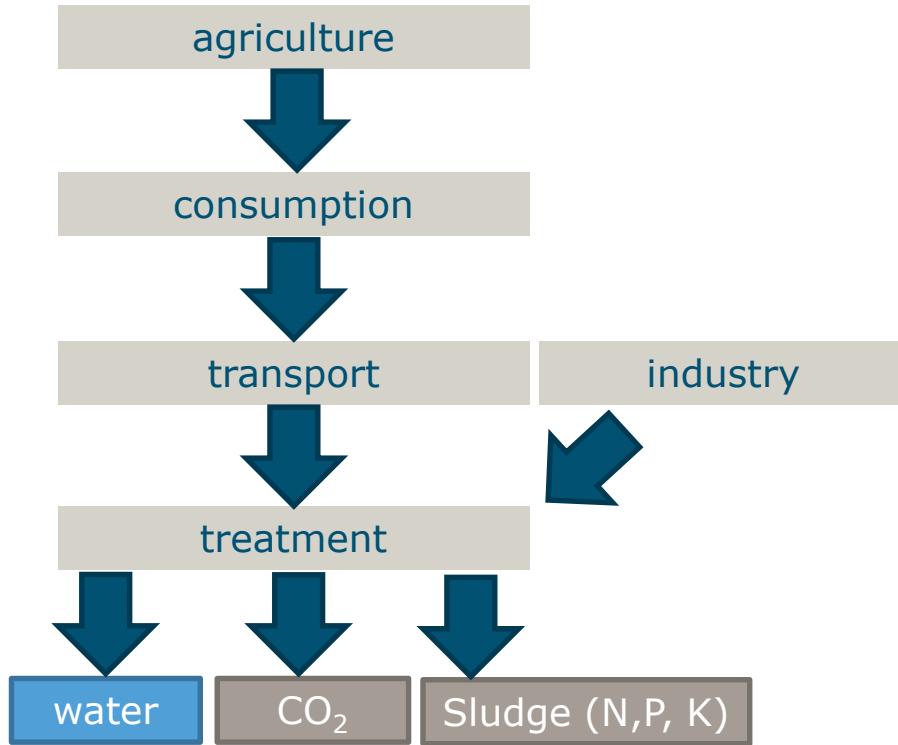 agriculture
consumption
transport
industry
treatment
water
CO₂
Sludge (N,P, K)